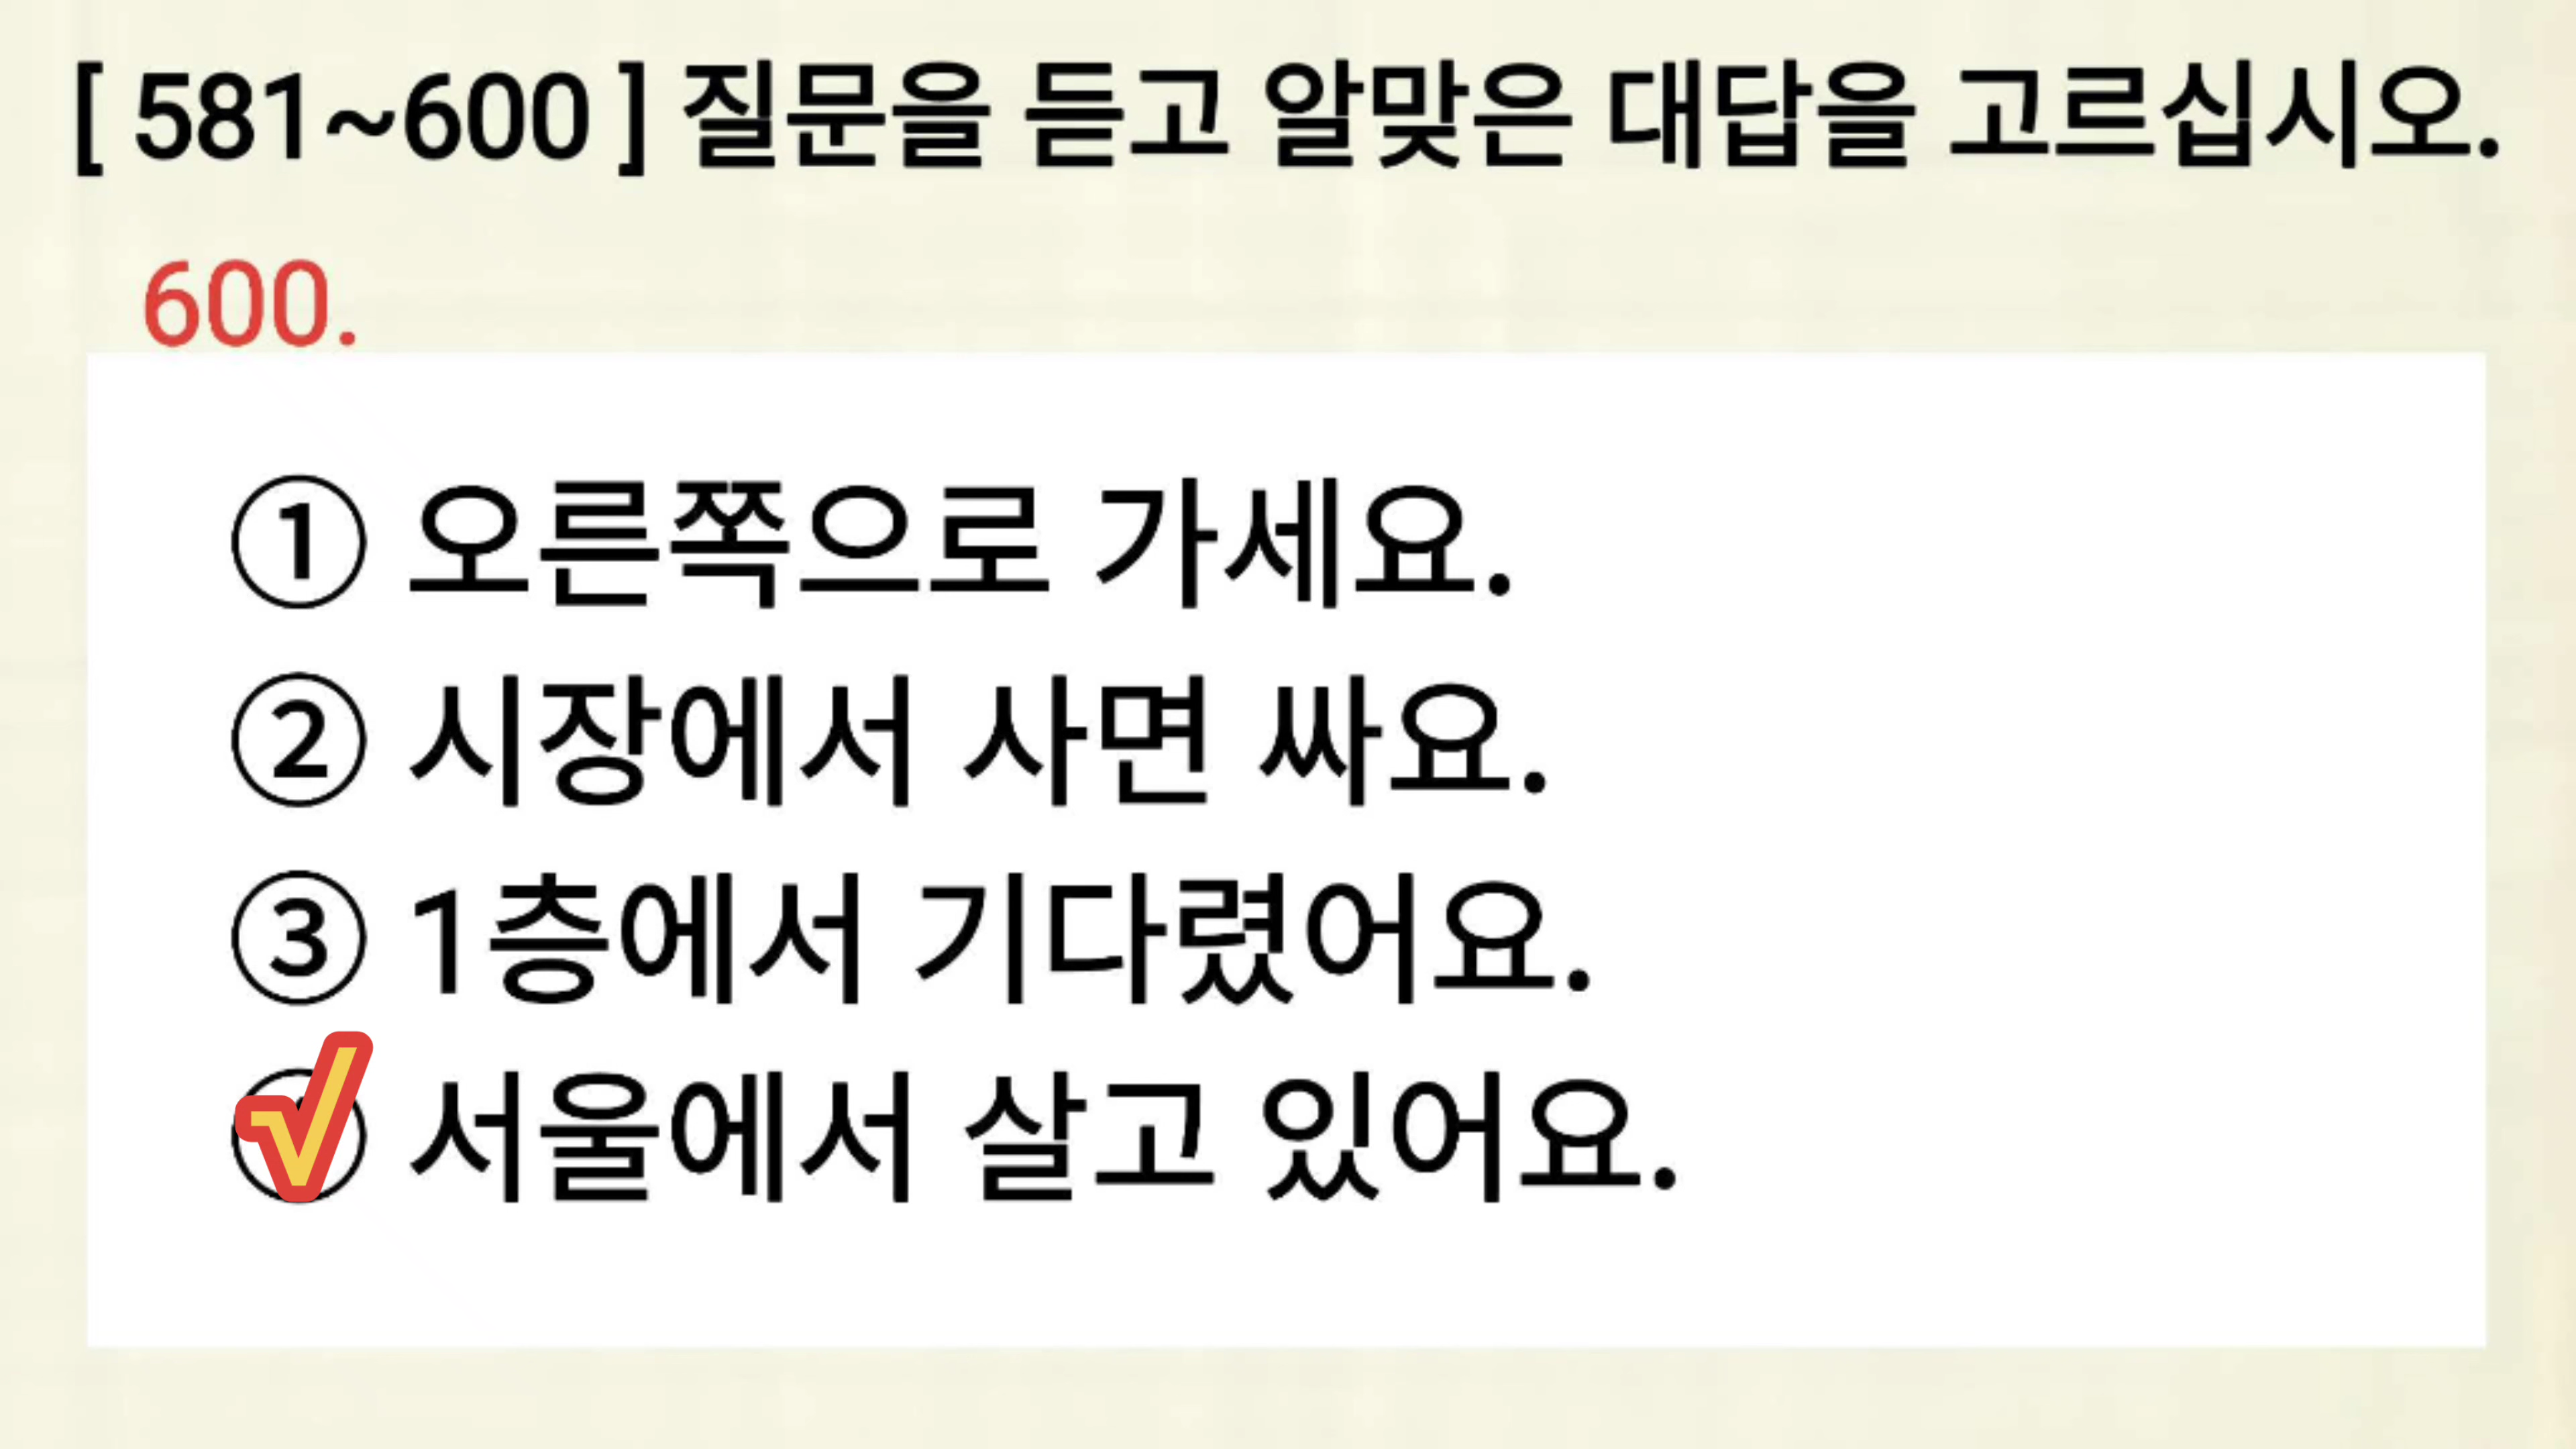 [ 581~600 ] 질문을 듣고 알맞은 대답을 고르십시오.
600.
① 오른쪽으로 가세요.
② 시장에서 사면 싸요.
③ 1층에서 기다렸어요.
서울에서 살고 있어요.